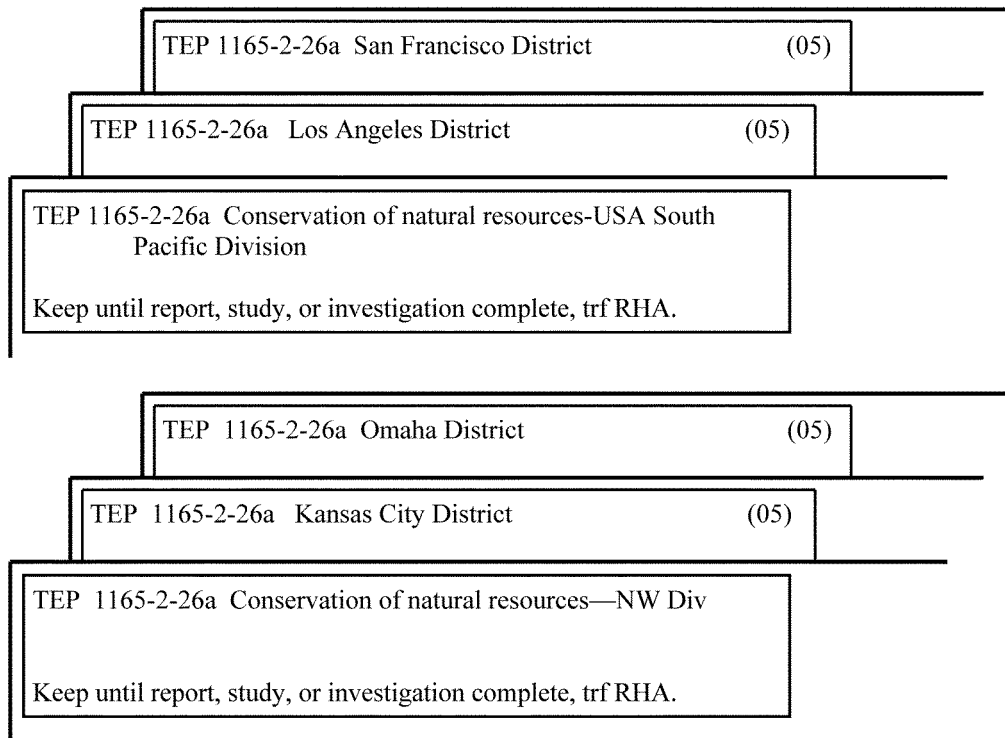 TEP 1165-2-26a San Francisco District (05)
TEP 1165-2-26a Los Angeles District (05)
TEP 1165-2-26a Conservation of natural resources-USA South
Pacific Division
Keep until report, study, or investigation complete, trf RHA.
TEP 1165-2-26a Omaha District (05)
TEP 1165-2-26a Kansas City District (05)
TEP 1165-2-26a Conservation of natural resources—NW Div
Keep until report, study, or investigation complete, trf RHA.